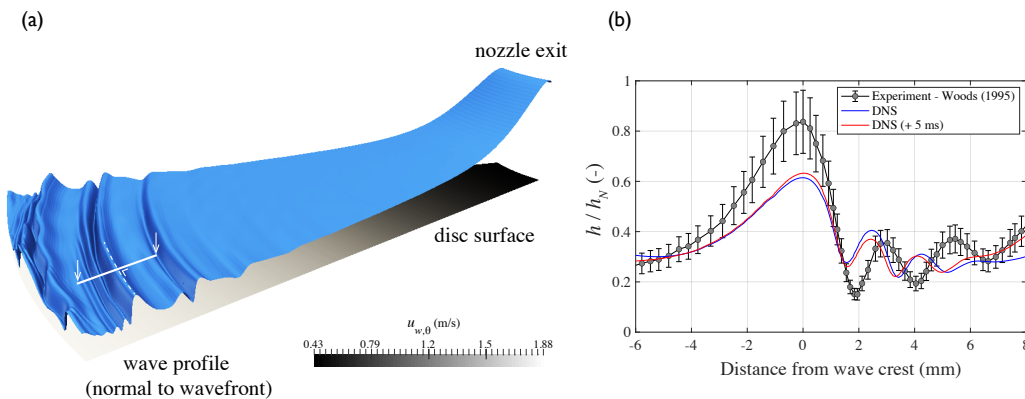 (a)
nozzle exit
disc surface
wave profile
(normal to wavefront)
u_{w,θ} (m/s)
0.43 0.79 1.2 1.5 1.88
(b)
Experiment - Woods (1995)
DNS
DNS (+ 5 ms)
h / h_N (-)
1
0.8
0.6
0.4
0.2
0
-6 -4 -2 0 2 4 6 8
Distance from wave crest (mm)